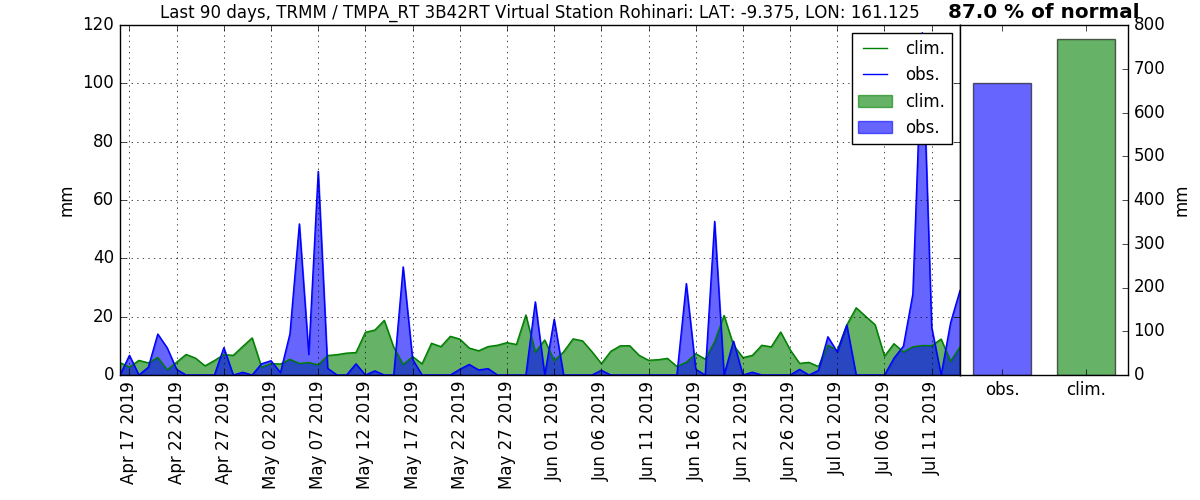 Last 90 days, TRMM / TMPA_RT 3B42RT Virtual Station Rohinari: LAT: -9.375, LON: 161.125
87.0 % of normal
120
100
80
60
40
20
0
mm
clim.
obs.
clim.
obs.
Apr 17 2019
Apr 22 2019
Apr 27 2019
May 02 2019
May 07 2019
May 12 2019
May 17 2019
May 22 2019
May 27 2019
Jun 01 2019
Jun 06 2019
Jun 11 2019
Jun 16 2019
Jun 21 2019
Jun 26 2019
Jul 01 2019
Jul 06 2019
Jul 11 2019
800
700
600
500
400
300
200
100
0
mm
obs.
clim.